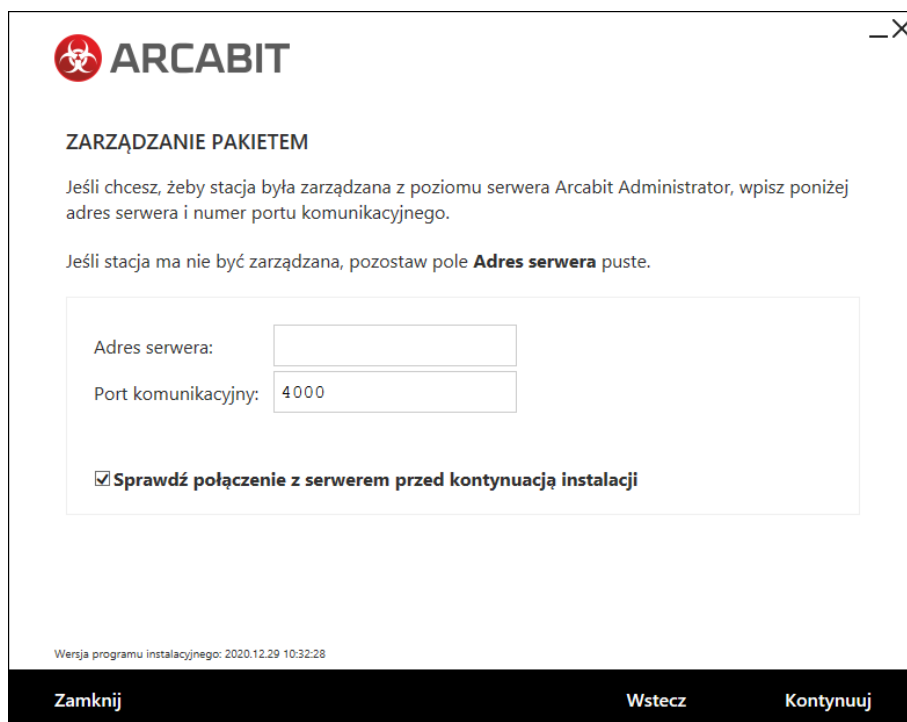 ARCABIT
ZARZĄDZANIE PAKIETEM
Jeśli chcesz, żeby stacja była zarządzana z poziomu serwera Arcabit Administrator, wpisz poniżej
adres serwera i numer portu komunikacyjnego.
Jeśli stacja ma nie być zarządzana, pozostaw pole Adres serwera puste.
Adres serwera:
Port komunikacyjny: 4000
Sprawdź połączenie z serwerem przed kontynuacją instalacji
Wersja programu instalacyjnego: 2020.12.29 10:32:28
Zamknij Wstecz Kontynuuj